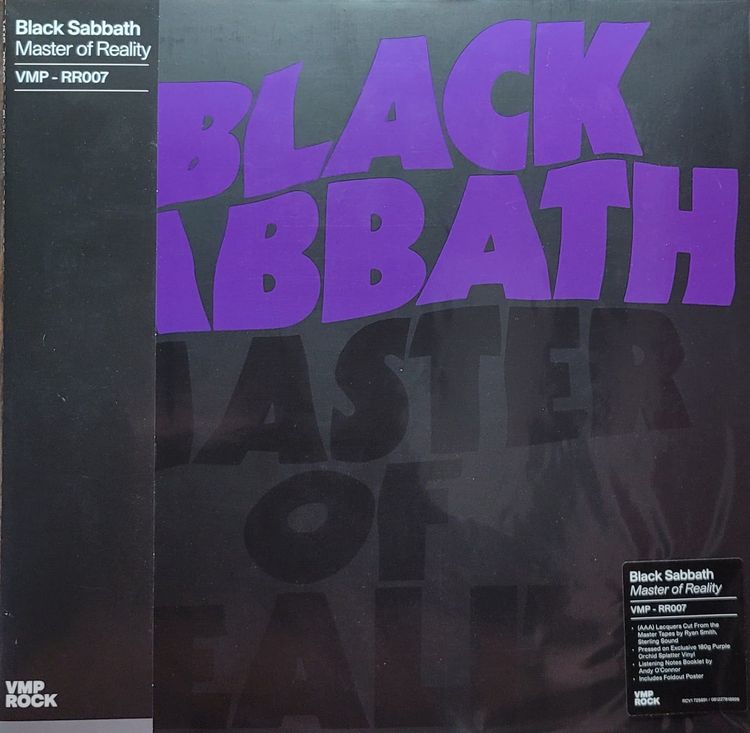 Black Sabbath
Master of Reality
VMP - RR007
BLACK
ABBATH
MASTER
OF
EALI
Black Sabbath
Master of Reality
VMP - RR007
• (AAA) Lacquers Cut From the
Master Tapes by Ryan Smith,
Sterling Sound
• Pressed on Exclusive 180g Purple
Orchid Splatter Vinyl
• Listening Notes Booklet by
Andy O'Connor
• Includes Foldout Poster
VMP
ROCK
VMP
ROCK